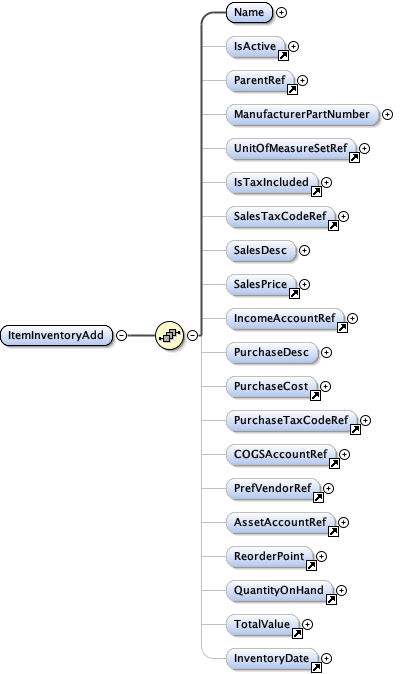 Name
IsActive
ParentRef
ManufacturerPartNumber
UnitOfMeasureSetRef
IsTaxIncluded
SalesTaxCodeRef
SalesDesc
SalesPrice
IncomeAccountRef
ItemInventoryAdd
PurchaseDesc
PurchaseCost
PurchaseTaxCodeRef
COGSAccountRef
PrefVendorRef
AssetAccountRef
ReorderPoint
QuantityOnHand
TotalValue
InventoryDate